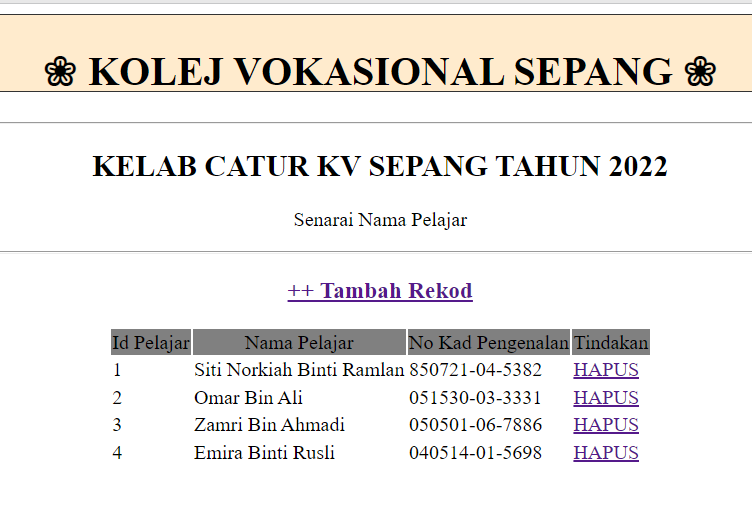 ❀ KOLEJ VOKASIONAL SEPANG ❀
KELAB CATUR KV SEPANG TAHUN 2022
Senarai Nama Pelajar
++ Tambah Rekod
Id Pelajar Nama Pelajar No Kad Pengenalan Tindakan
1 Siti Norkiah Binti Ramlan 850721-04-5382 HAPUS
2 Omar Bin Ali 051530-03-3331 HAPUS
3 Zamri Bin Ahmadi 050501-06-7886 HAPUS
4 Emira Binti Rusli 040514-01-5698 HAPUS